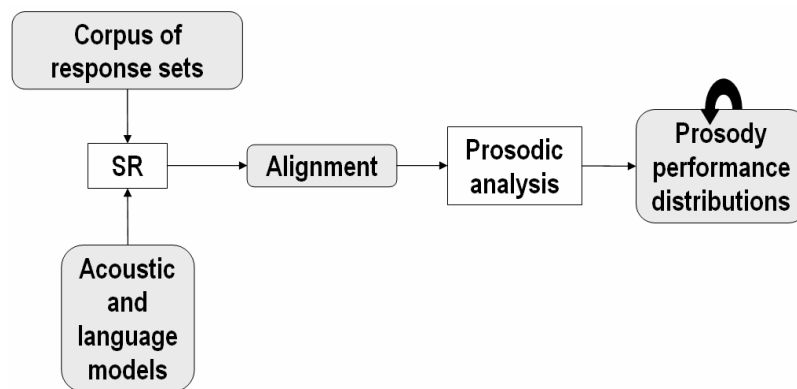 Corpus of
response sets
SR
Alignment
Prosodic
analysis
Prosody
performance
distributions
Acoustic
and
language
models